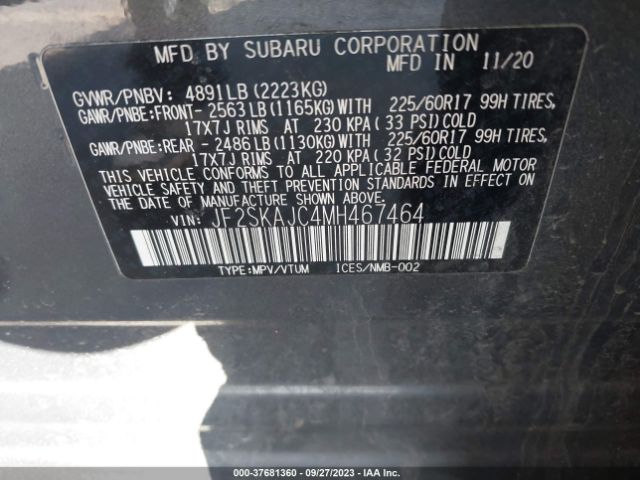 MFD BY SUBARU CORPORATION
MFD IN 11/20
GVWR/PNBV: 4891LB (2223KG)
GAWR/PNBE:FRONT- 2563LB (1165KG)WITH 225/60R17 99H TIRES,
17X7J RIMS AT 230 KPA ( 33 PSI)COLD
GAWR/PNBE:REAR - 2486LB (1130KG)WITH 225/60R17 99H TIRES,
17X7J RIMS AT 220 KPA ( 32 PSI)COLD
THIS VEHICLE CONFORMS TO ALL APPLICABLE FEDERAL MOTOR
VEHICLE SAFETY AND THEFT PREVENTION STANDARDS IN EFFECT ON
THE DATE OF MANUFACTURE SHOWN ABOVE.
VIN: JF2SKAJC4MH467464
TYPE:MPV/VTUM ICES/NMB-002
000-37681360 - 09/27/2023 - IAA Inc.